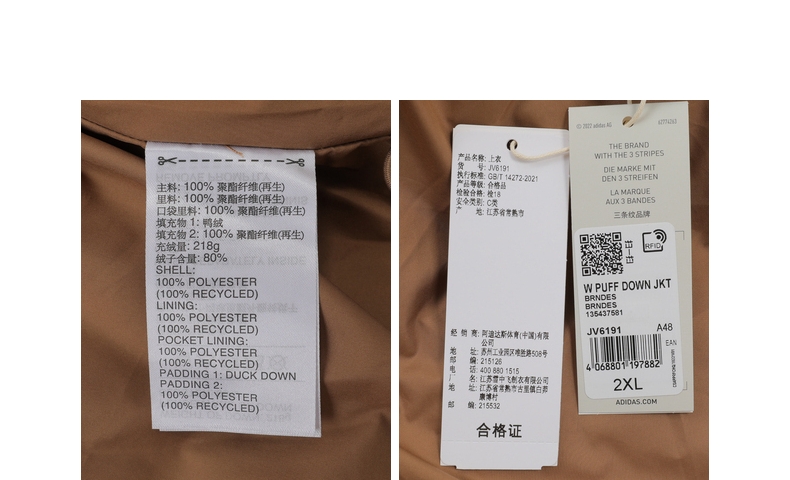 主料: 100% 聚酯纤维(再生)
里料: 100% 聚酯纤维(再生)
口袋里料: 100% 聚酯纤维(再生)
填充物 1: 鸭绒
填充物 2: 100% 聚酯纤维(再生)
充绒量: 218g
绒子含量: 80%
SHELL:
100% POLYESTER
(100% RECYCLED)
LINING:
100% POLYESTER
(100% RECYCLED)
POCKET LINING:
100% POLYESTER
(100% RECYCLED)
PADDING 1: DUCK DOWN
PADDING 2:
100% POLYESTER
(100% RECYCLED)
产品名称: 上衣
货 号: JV6191
执行标准: GB/T 14272-2021
产品等级: 合格品
检验合格: 检18
安全类别: C类
产 地: 江苏省常熟市
经 销 商: 阿迪达斯体育(中国)有限
公司
地 址: 苏州工业园区唯胜路508号
邮 编: 215126
电 话: 400.880 1515
厂 名: 江苏雪中飞制衣有限公司
地 址: 江苏省常熟市古里镇白茆
康博村
邮 编: 215532
合格证
© 2022 adidas AG
THE BRAND
WITH THE 3 STRIPES
DIE MARKE MIT
DEN 3 STREIFEN
LA MARQUE
AUX 3 BANDES
三条纹品牌
RFID
W PUFF DOWN JKT
BRNDES
BRNDES
135437581
JV6191 A48
EAN
4 068801 197882
2XL
ADIDAS.COM